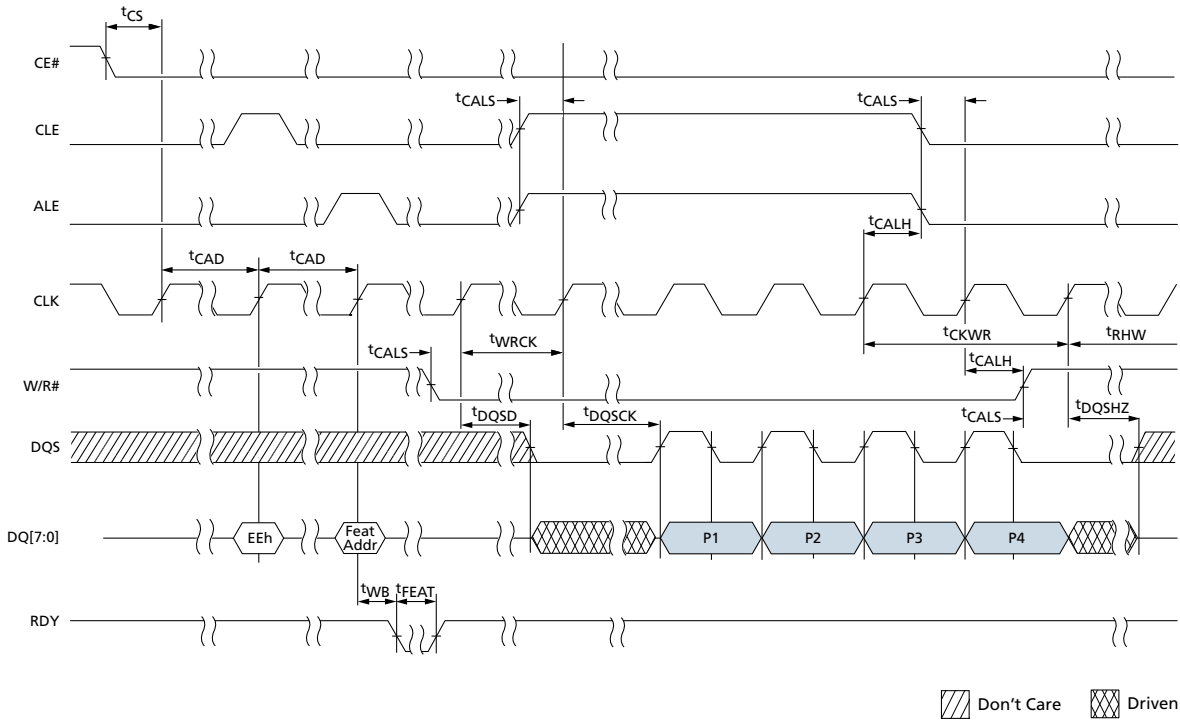 tCS
CE#
tCALS
tCALS
CLE
ALE
tCALH
tCAD
tCAD
CLK
tWRCK
tCKWR
tRHW
tCALS
tCALH
W/R#
tDQSD
tDQSCK
tCALS
tDQSHZ
DQS
DQ[7:0]
EEh
Feat
Addr
P1
P2
P3
P4
tWB
tFEAT
RDY
Don't Care
Driven